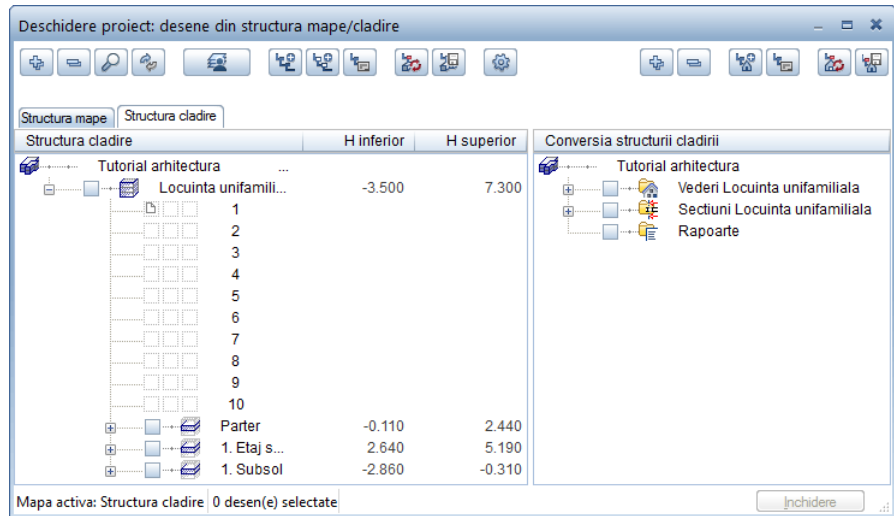 Deschidere proiect: desene din structura mape/cladire
Structura mape Structura cladire
Structura cladire H inferior H superior Conversia structurii cladirii
Tutorial arhitectura ... Tutorial arhitectura
Locuinta unifamili... -3.500 7.300 Vederi Locuinta unifamiliala
1 Sectiuni Locuinta unifamiliala
2 Rapoarte
3
4
5
6
7
8
9
10
Parter -0.110 2.440
1. Etaj s... 2.640 5.190
1. Subsol -2.860 -0.310
Mapa activa: Structura cladire 0 desen(e) selectate Închidere